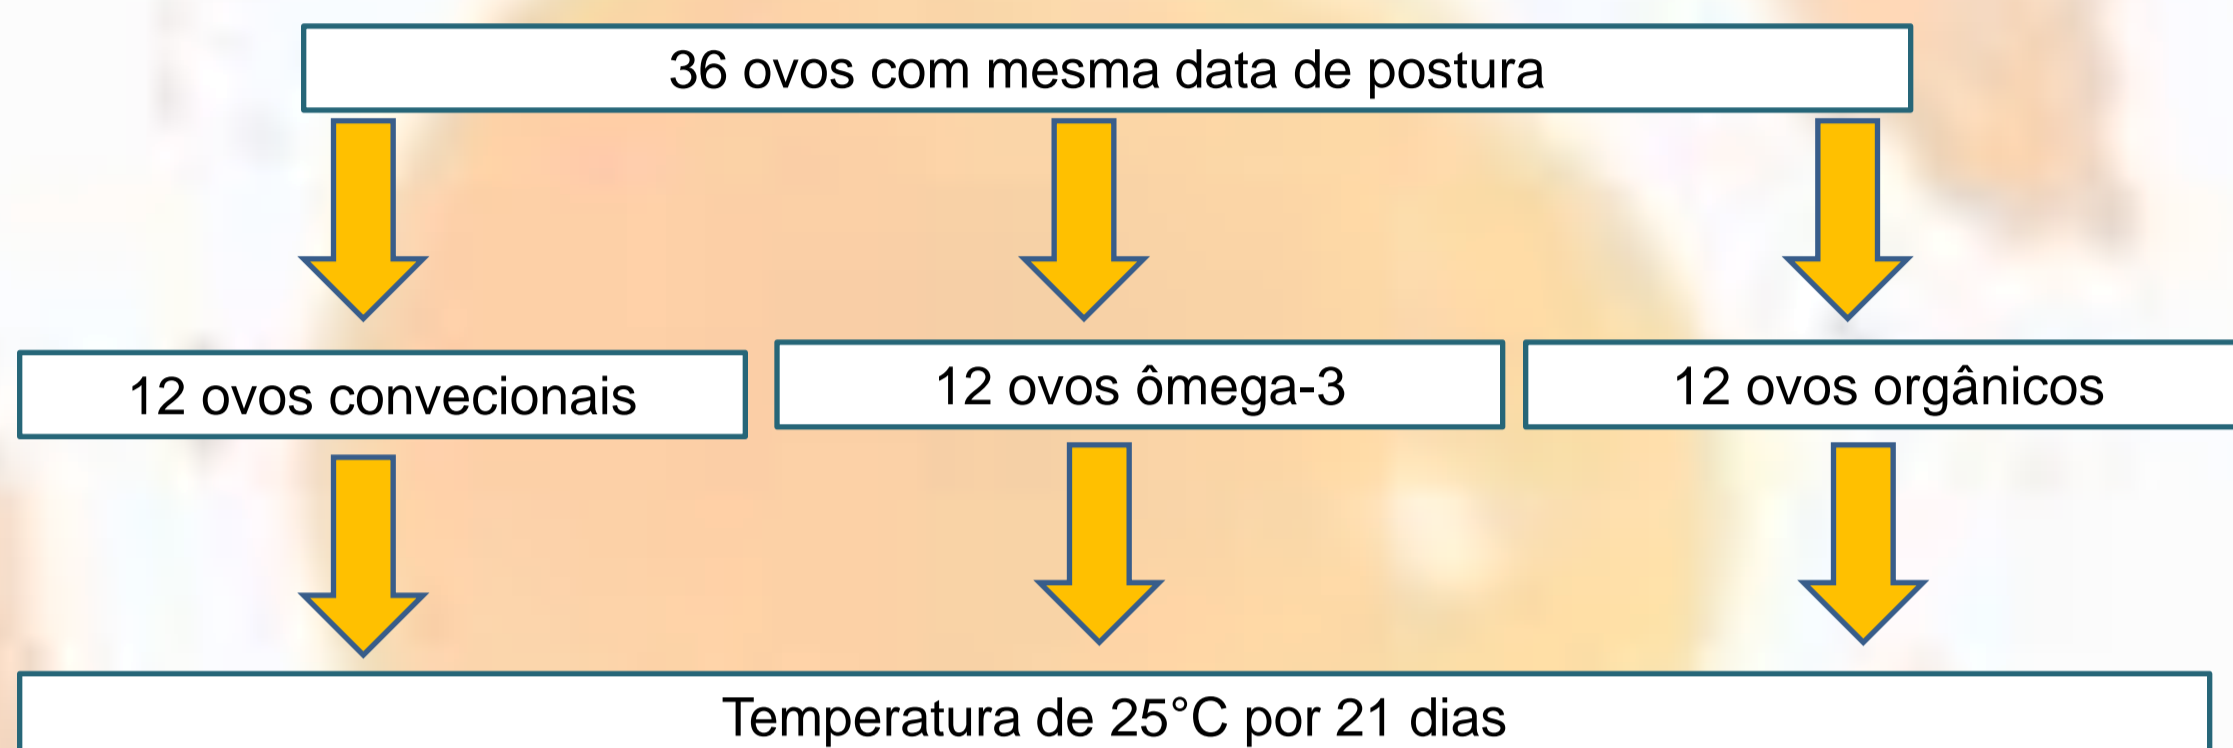 36 ovos com mesma data de postura
12 ovos convecionais
12 ovos ômega-3
12 ovos orgânicos
Temperatura de 25°C por 21 dias